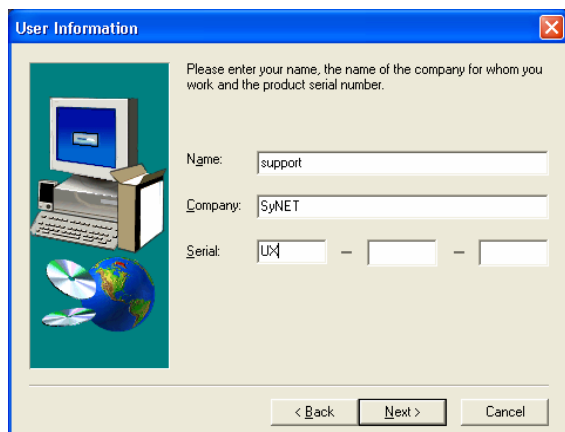 User Information
Please enter your name, the name of the company for whom you
work and the product serial number.
Name: support
Company: SyNET
Serial: UX – –
< Back Next > Cancel